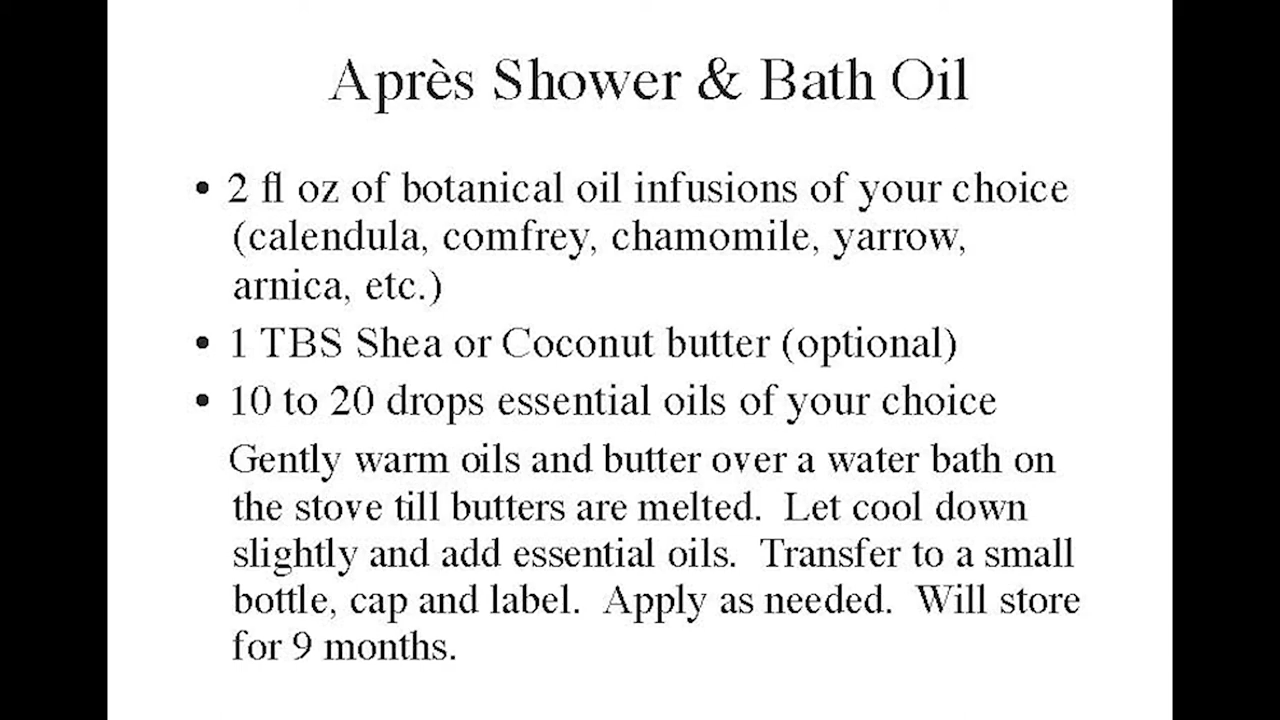 Après Shower & Bath Oil
• 2 fl oz of botanical oil infusions of your choice
(calendula, comfrey, chamomile, yarrow,
arnica, etc.)
• 1 TBS Shea or Coconut butter (optional)
• 10 to 20 drops essential oils of your choice
Gently warm oils and butter over a water bath on
the stove till butters are melted.  Let cool down
slightly and add essential oils.  Transfer to a small
bottle, cap and label.  Apply as needed.  Will store
for 9 months.